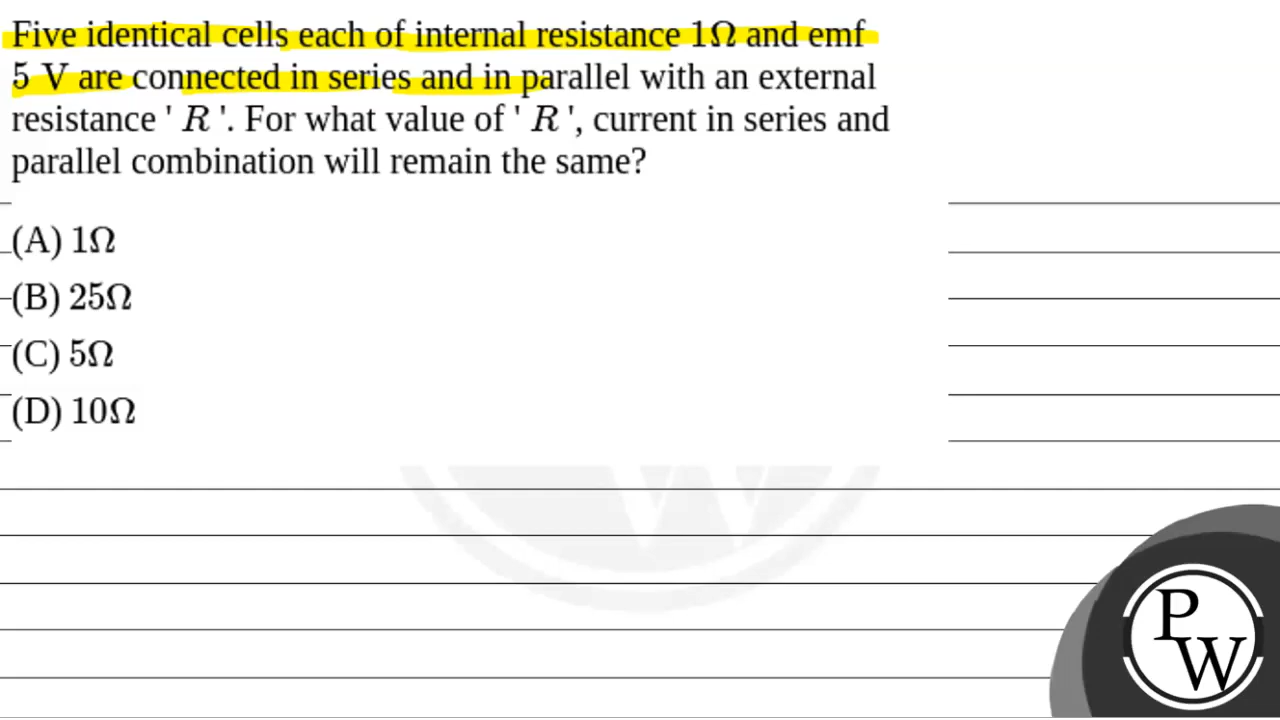 Five identical cells each of internal resistance 1Ω and emf
5 V are connected in series and in parallel with an external
resistance ' R '. For what value of ' R ', current in series and
parallel combination will remain the same?
(A) 1Ω
(B) 25Ω
(C) 5Ω
(D) 10Ω
W
P
W